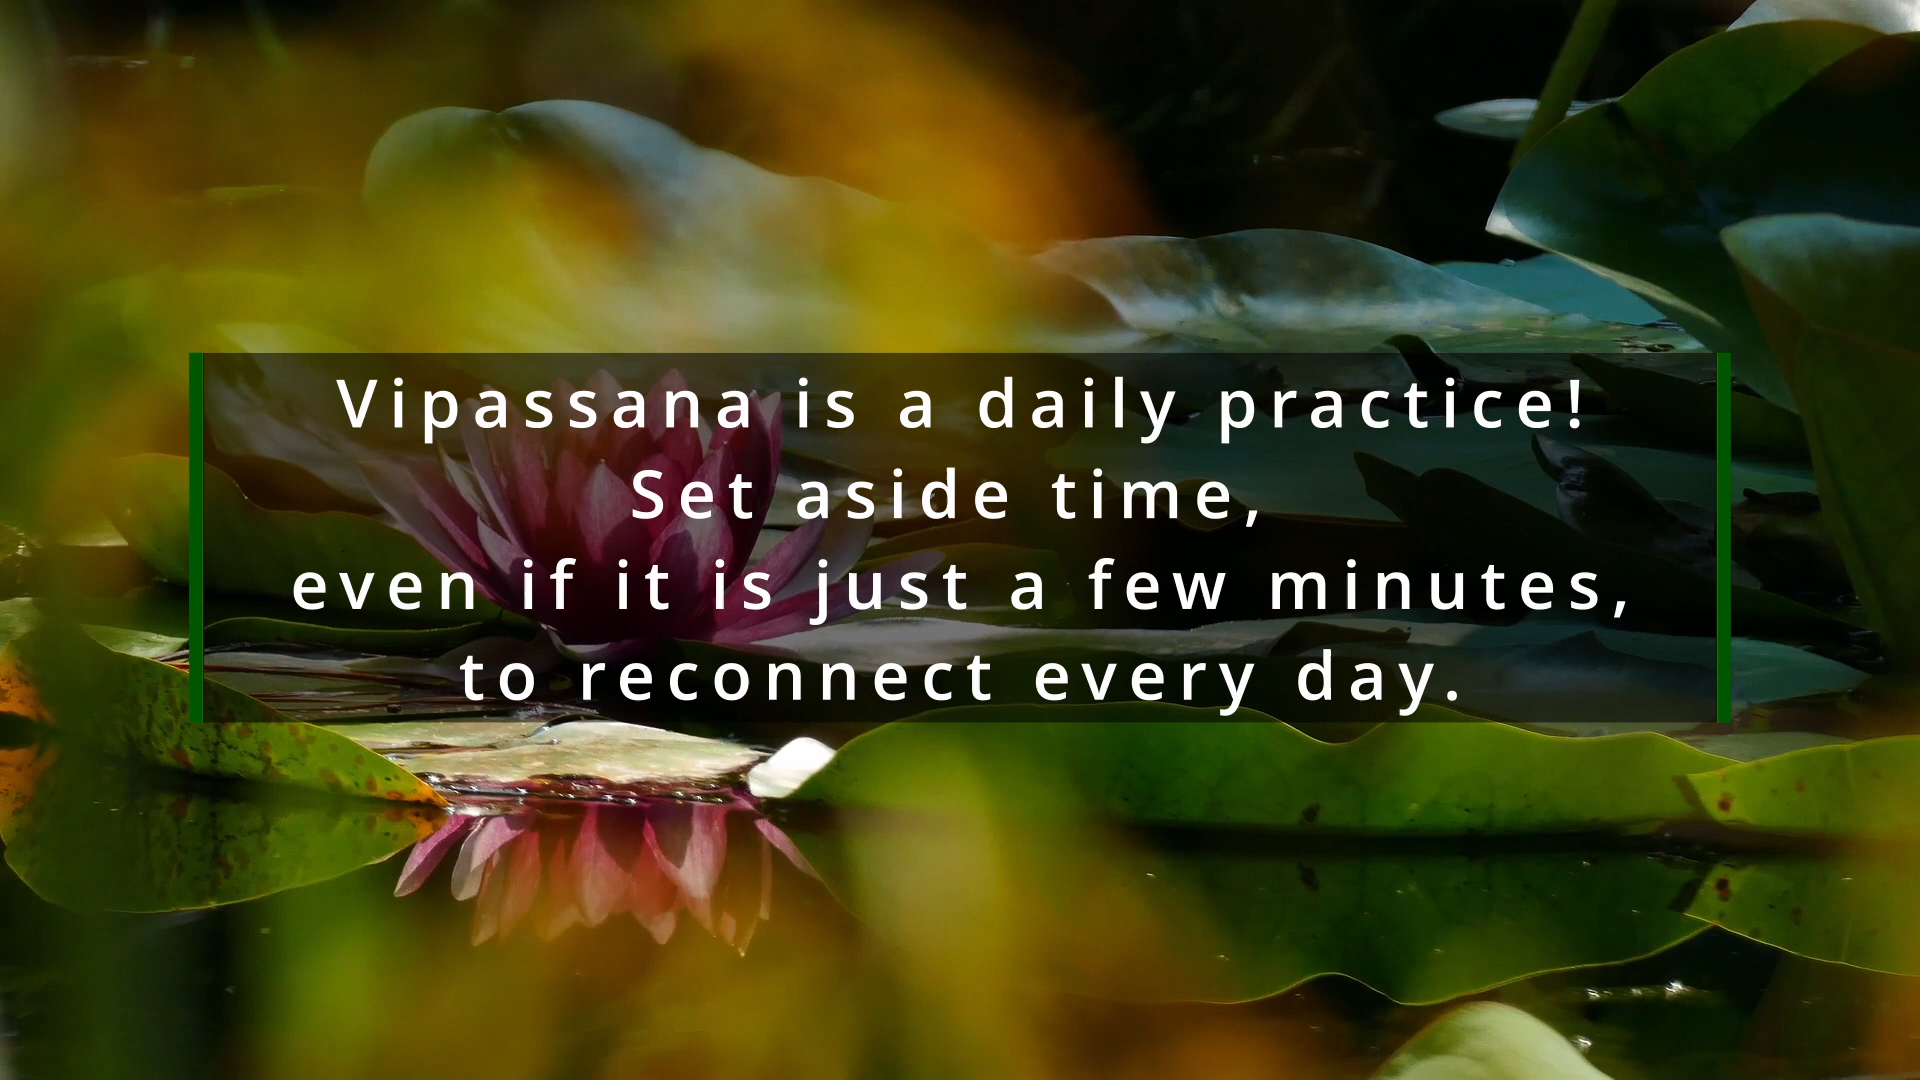 Vipassana is a daily practice!
Set aside time,
even if it is just a few minutes,
to reconnect every day.